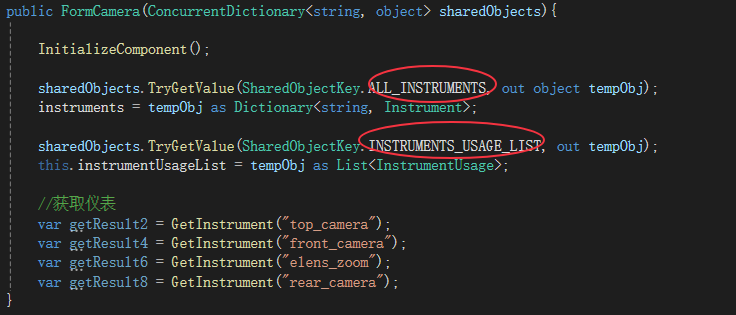 public FormCamera(ConcurrentDictionary<string, object> sharedObjects){
InitializeComponent();
sharedObjects.TryGetValue(SharedObjectKey.ALL_INSTRUMENTS, out object tempObj);
instruments = tempObj as Dictionary<string, Instrument>;
sharedObjects.TryGetValue(SharedObjectKey.INSTRUMENTS_USAGE_LIST, out tempObj);
this.instrumentUsageList = tempObj as List<InstrumentUsage>;
//获取仪表
var getResult2 = GetInstrument("top_camera");
var getResult4 = GetInstrument("front_camera");
var getResult6 = GetInstrument("elens_zoom");
var getResult8 = GetInstrument("rear_camera");
}